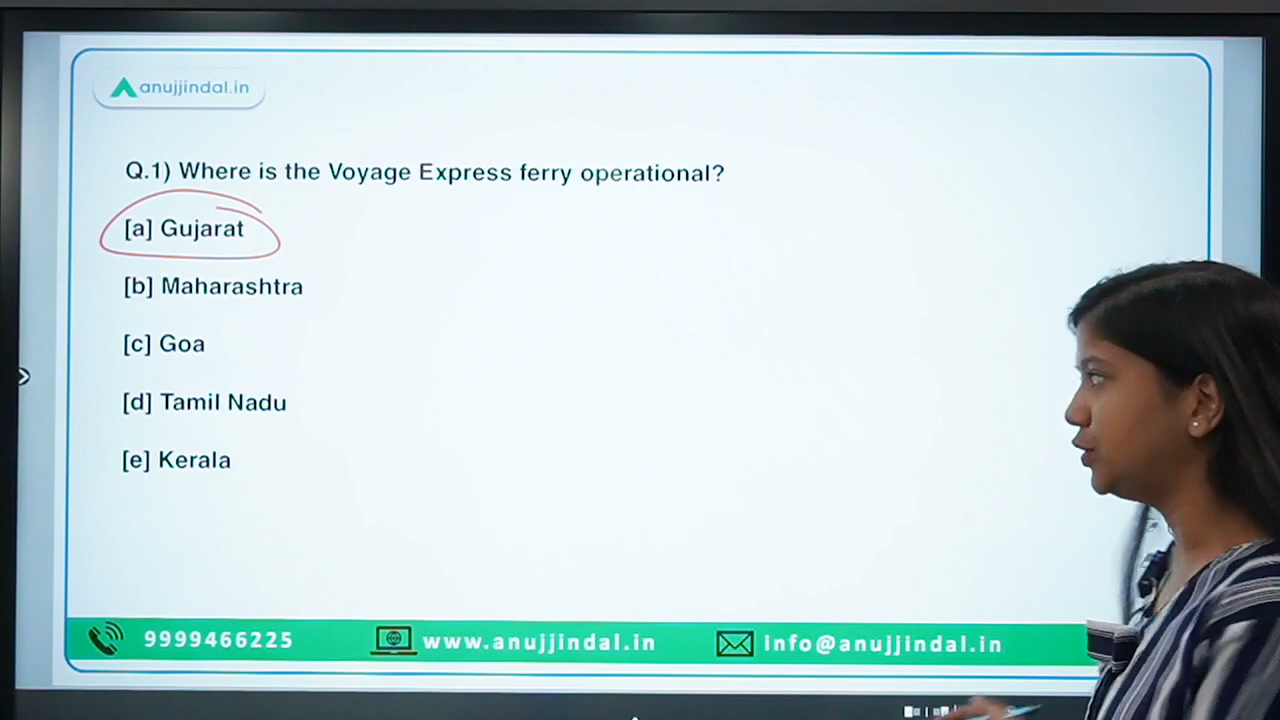 anujjindal.in
Q.1) Where is the Voyage Express ferry operational?
[a] Gujarat
[b] Maharashtra
[c] Goa
[d] Tamil Nadu
[e] Kerala
9999466225 www.anujjindal.in info@anujjindal.in